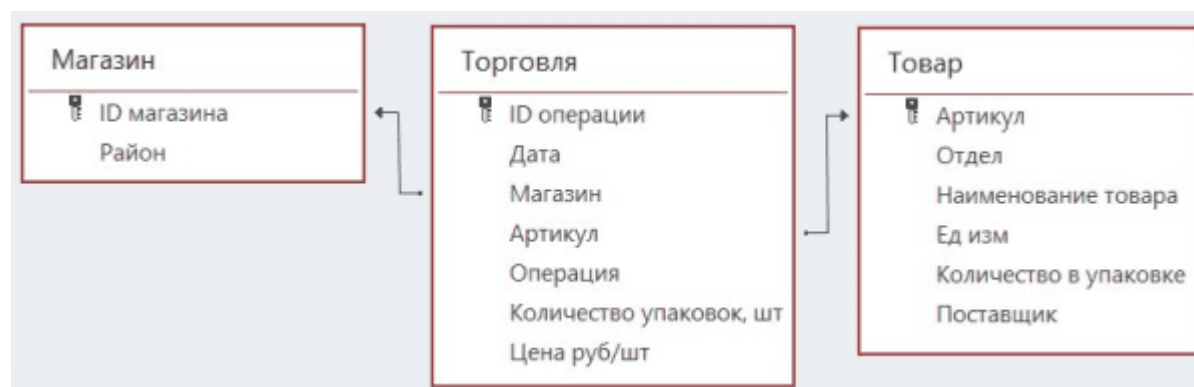 Магазин
ID магазина
Район
Торговля
ID операции
Дата
Магазин
Артикул
Операция
Количество упаковок, шт
Цена руб/шт
Товар
Артикул
Отдел
Наименование товара
Ед изм
Количество в упаковке
Поставщик